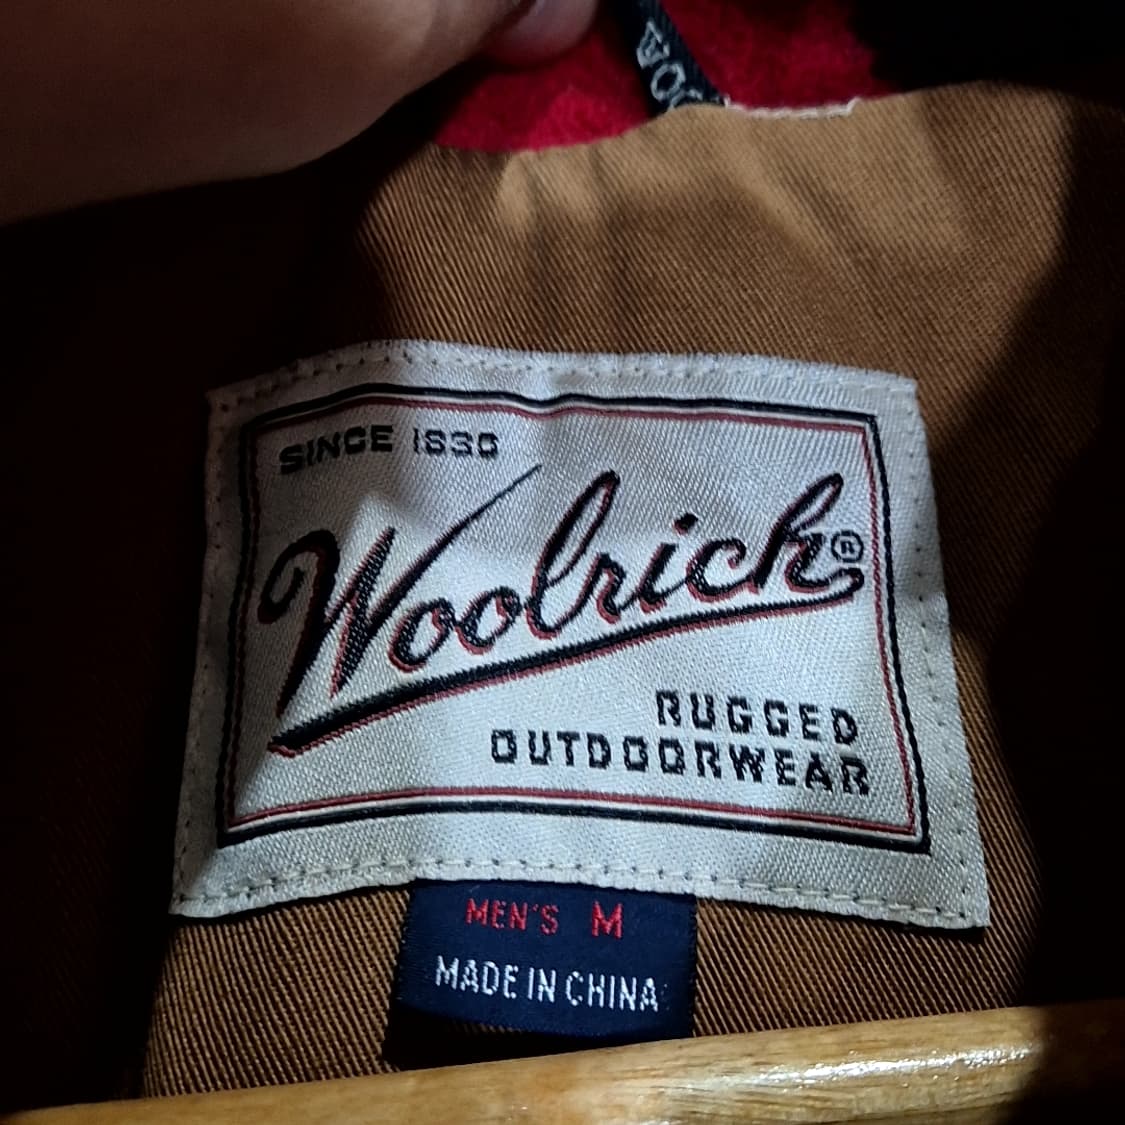 SINCE 1830
Woolrich®
RUGGED
OUTDOORWEAR
MEN'S M
MADE IN CHINA